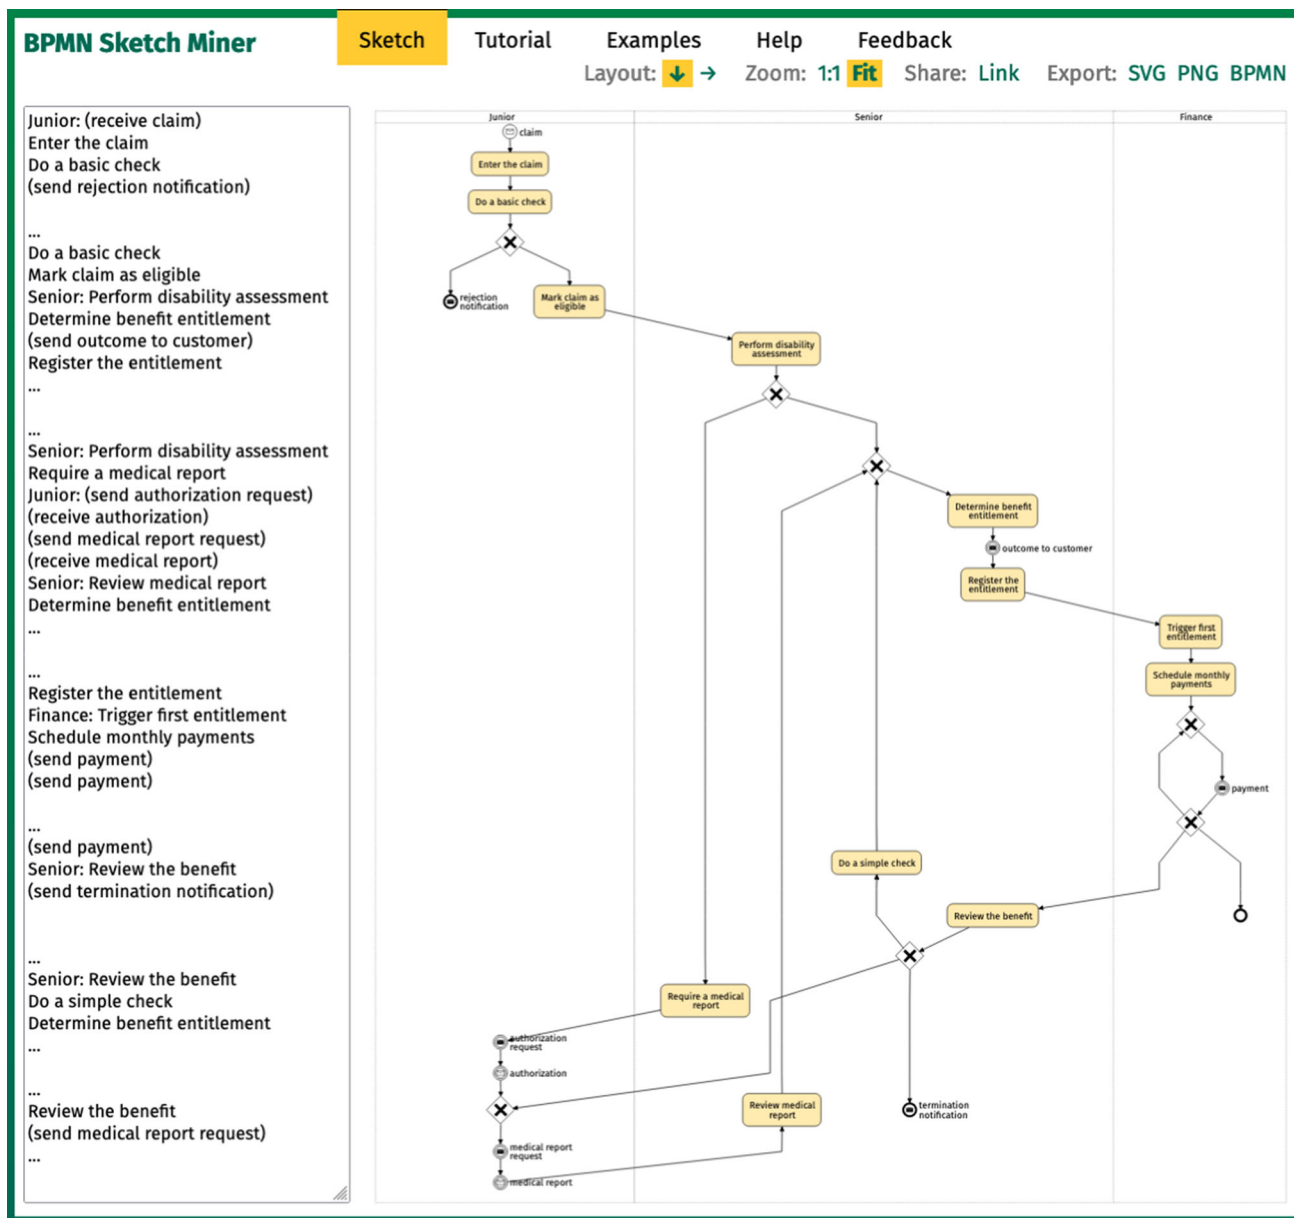 BPMN Sketch Miner
Sketch
Tutorial
Examples
Help
Feedback
Layout: ↓ →
Zoom: 1:1 Fit
Share: Link
Export: SVG PNG BPMN
Junior: (receive claim)
Enter the claim
Do a basic check
(send rejection notification)
...
Do a basic check
Mark claim as eligible
Senior: Perform disability assessment
Determine benefit entitlement
(send outcome to customer)
Register the entitlement
...
...
Senior: Perform disability assessment
Require a medical report
Junior: (send authorization request)
(receive authorization)
(send medical report request)
(receive medical report)
Senior: Review medical report
Determine benefit entitlement
...
...
Register the entitlement
Finance: Trigger first entitlement
Schedule monthly payments
(send payment)
(send payment)
...
(send payment)
Senior: Review the benefit
(send termination notification)
...
Senior: Review the benefit
Do a simple check
Determine benefit entitlement
...
...
Review the benefit
(send medical report request)
...
Junior
Senior
Finance
claim
Enter the claim
Do a basic check
rejection
notification
Mark claim as
eligible
Perform disability
assessment
Determine benefit
entitlement
outcome to customer
Register the
entitlement
Trigger first
entitlement
Schedule monthly
payments
payment
Do a simple check
Review the benefit
Require a medical
report
authorization
request
authorization
Review medical
report
termination
notification
medical report
request
medical report